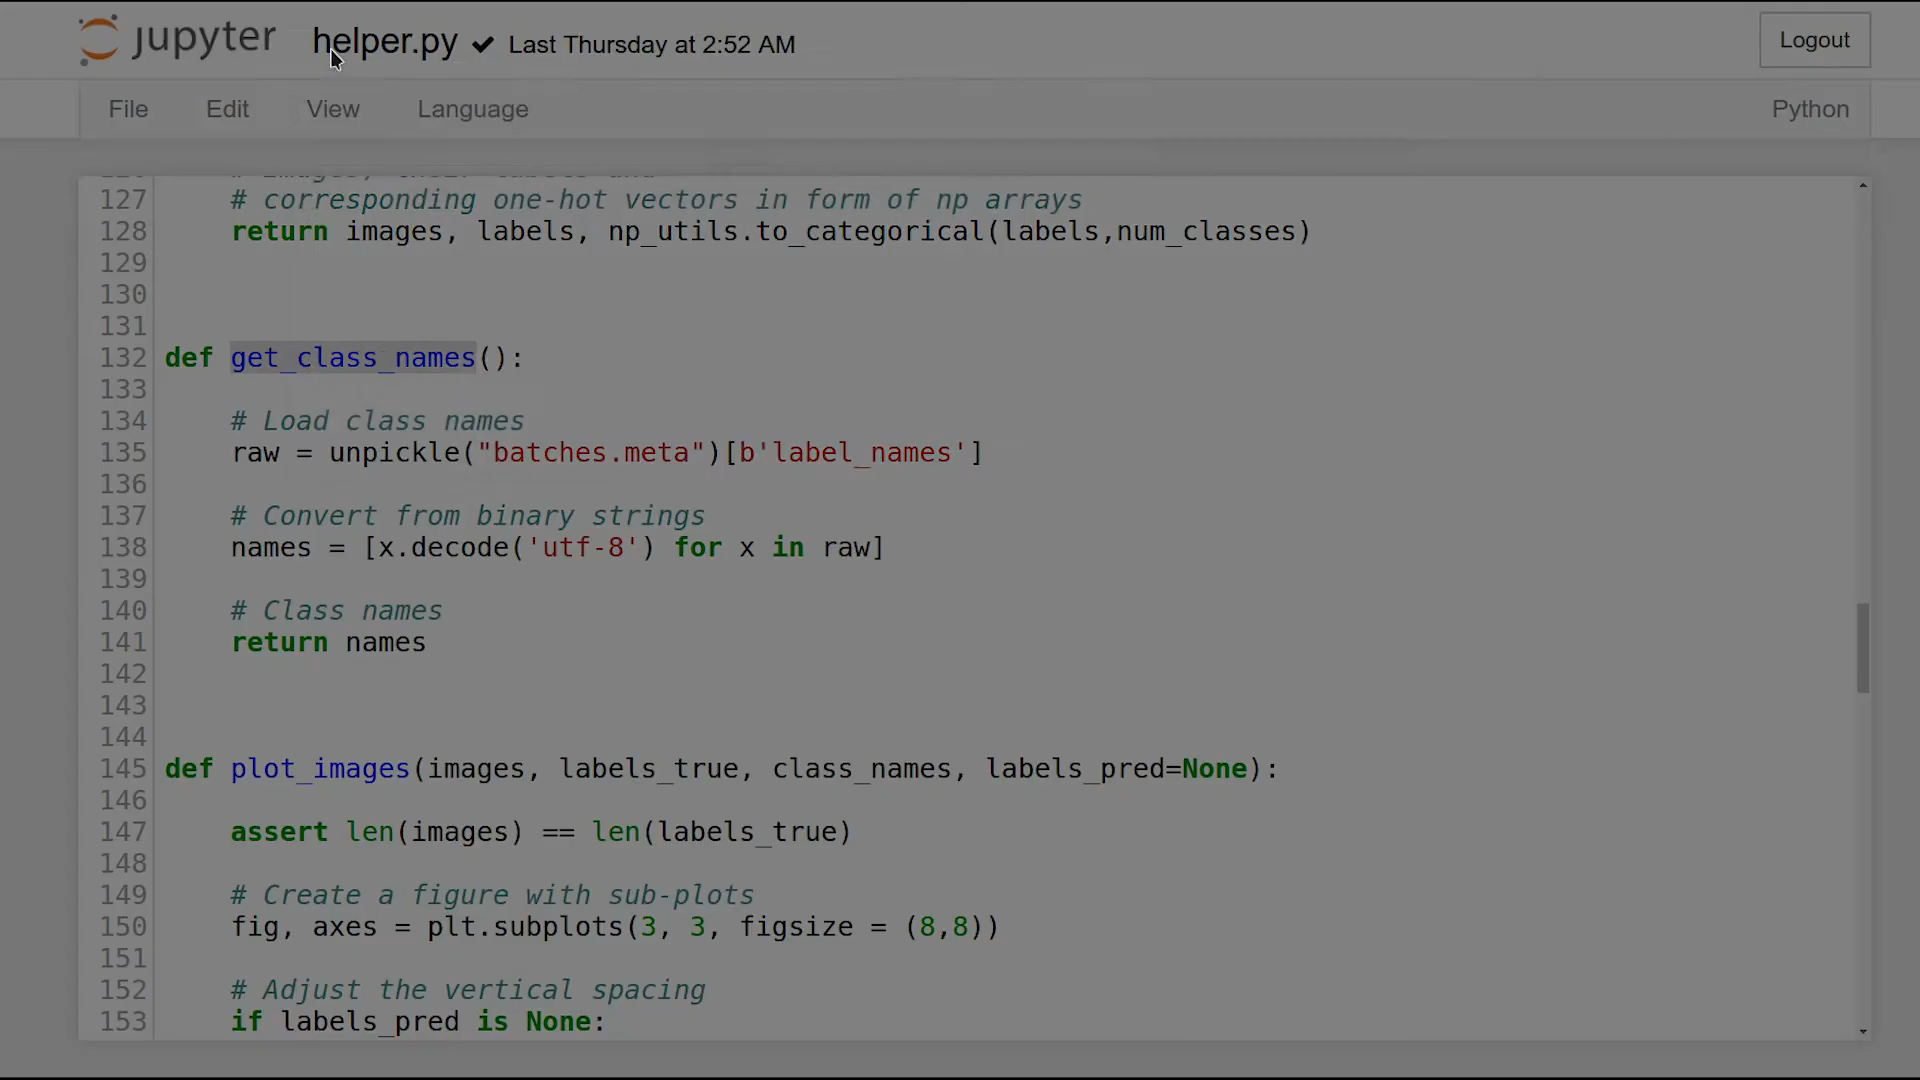 jupyter helper.py ✔ Last Thursday at 2:52 AM Logout
File Edit View Language Python
127 # corresponding one-hot vectors in form of np arrays
128 return images, labels, np_utils.to_categorical(labels,num_classes)
129
130
131
132 def get_class_names():
133
134 # Load class names
135 raw = unpickle("batches.meta")[b'label_names']
136
137 # Convert from binary strings
138 names = [x.decode('utf-8') for x in raw]
139
140 # Class names
141 return names
142
143
144
145 def plot_images(images, labels_true, class_names, labels_pred=None):
146
147 assert len(images) == len(labels_true)
148
149 # Create a figure with sub-plots
150 fig, axes = plt.subplots(3, 3, figsize = (8,8))
151
152 # Adjust the vertical spacing
153 if labels_pred is None: